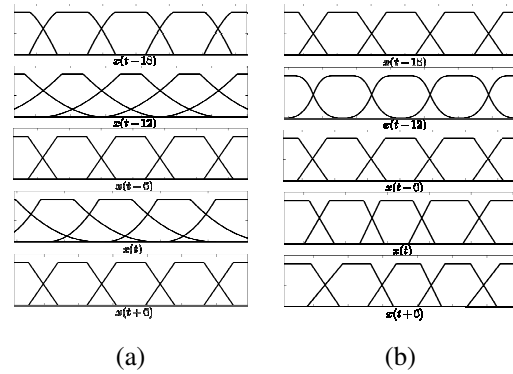 x(t − 18)
x(t − 12)
x(t − 6)
x(t)
x(t + 6)
(a)
x(t − 18)
x(t − 12)
x(t − 6)
x(t)
x(t + 6)
(b)